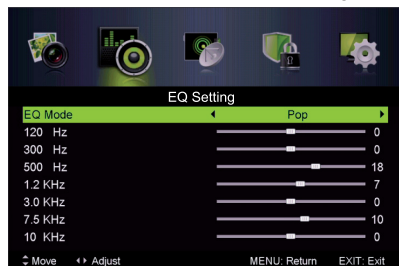 EQ Setting
EQ Mode Pop
120 Hz 0
300 Hz 0
500 Hz 18
1.2 KHz 7
3.0 KHz 0
7.5 KHz 10
10 KHz 0
Move Adjust MENU: Return EXIT: Exit